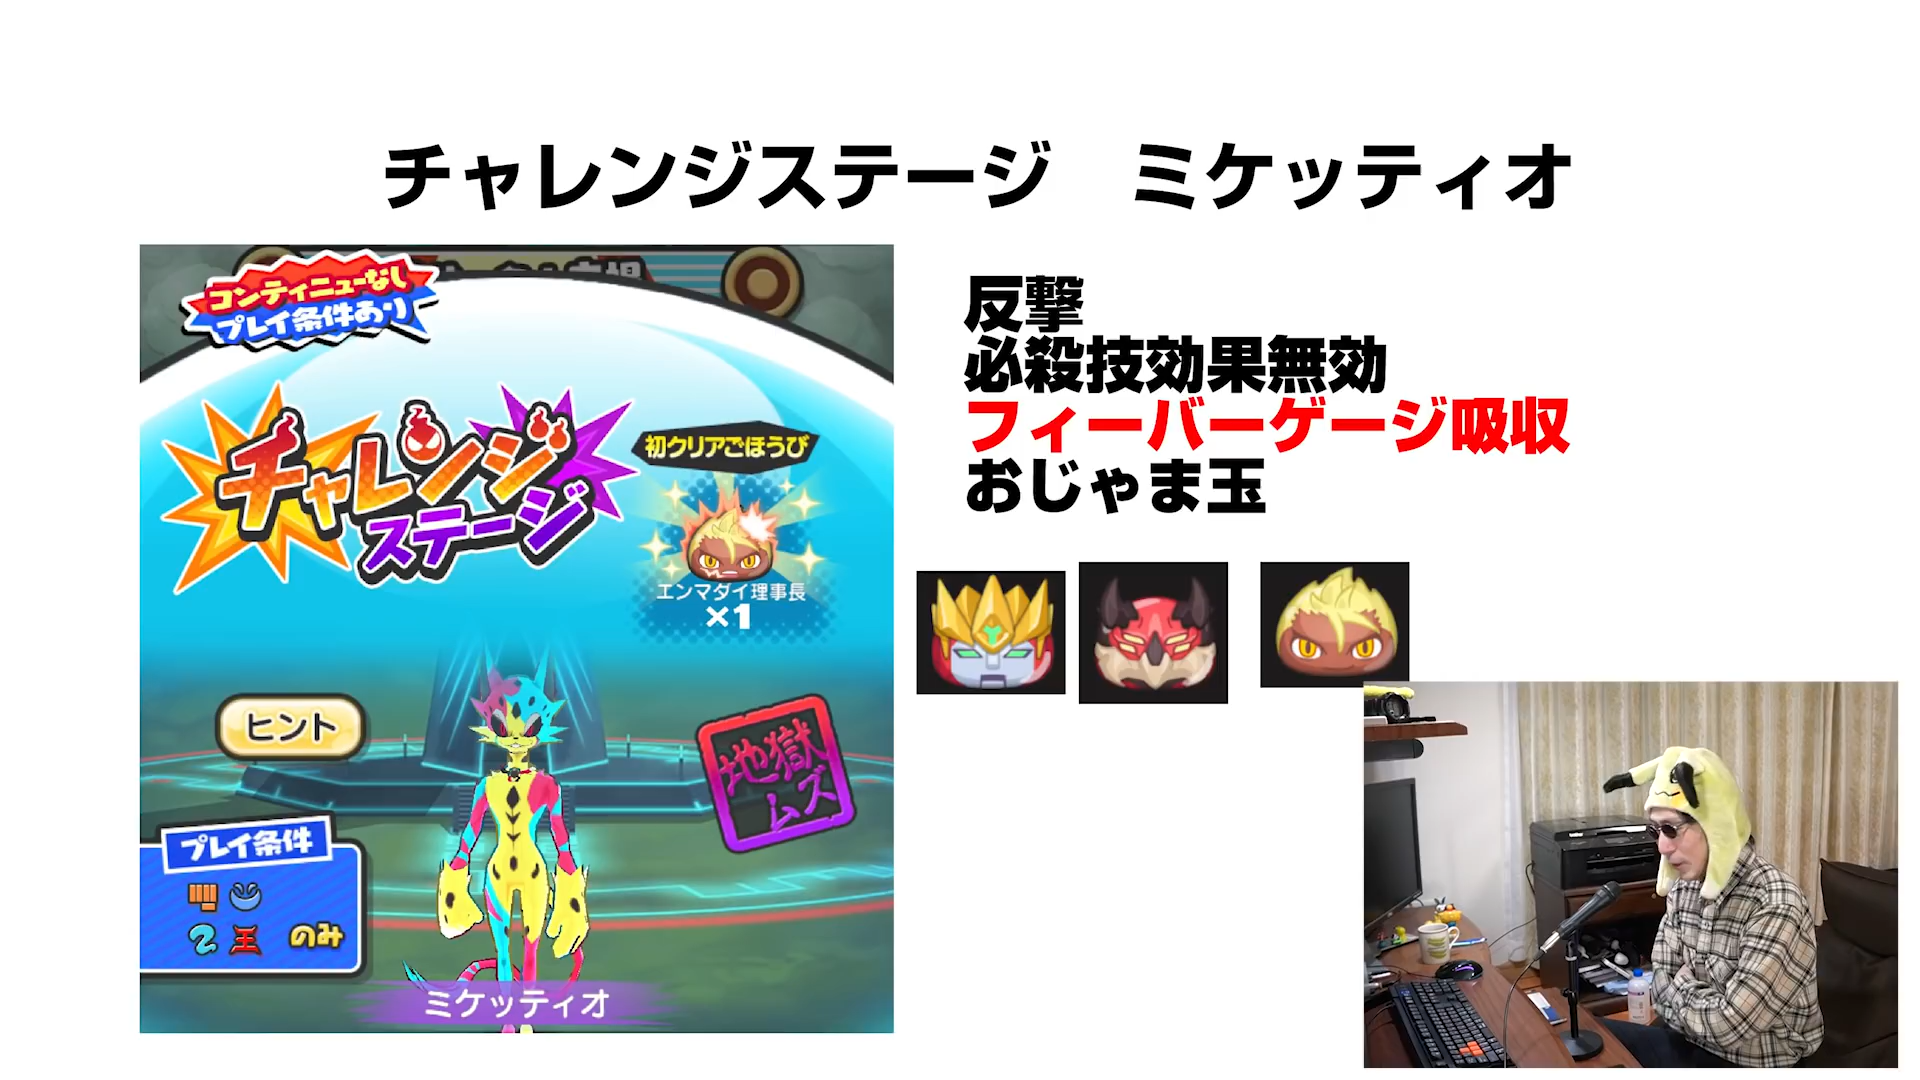 チャレンジステージ　ミケッティオ
コンティニューなし
プレイ条件あり
チャレンジ
ステージ
初クリアごほうび
エンマダイ理事長
×1
ヒント
地獄
ムズ
プレイ条件
のみ
ミケッティオ
反撃
必殺技効果無効
フィーバーゲージ吸収
おじゃま玉